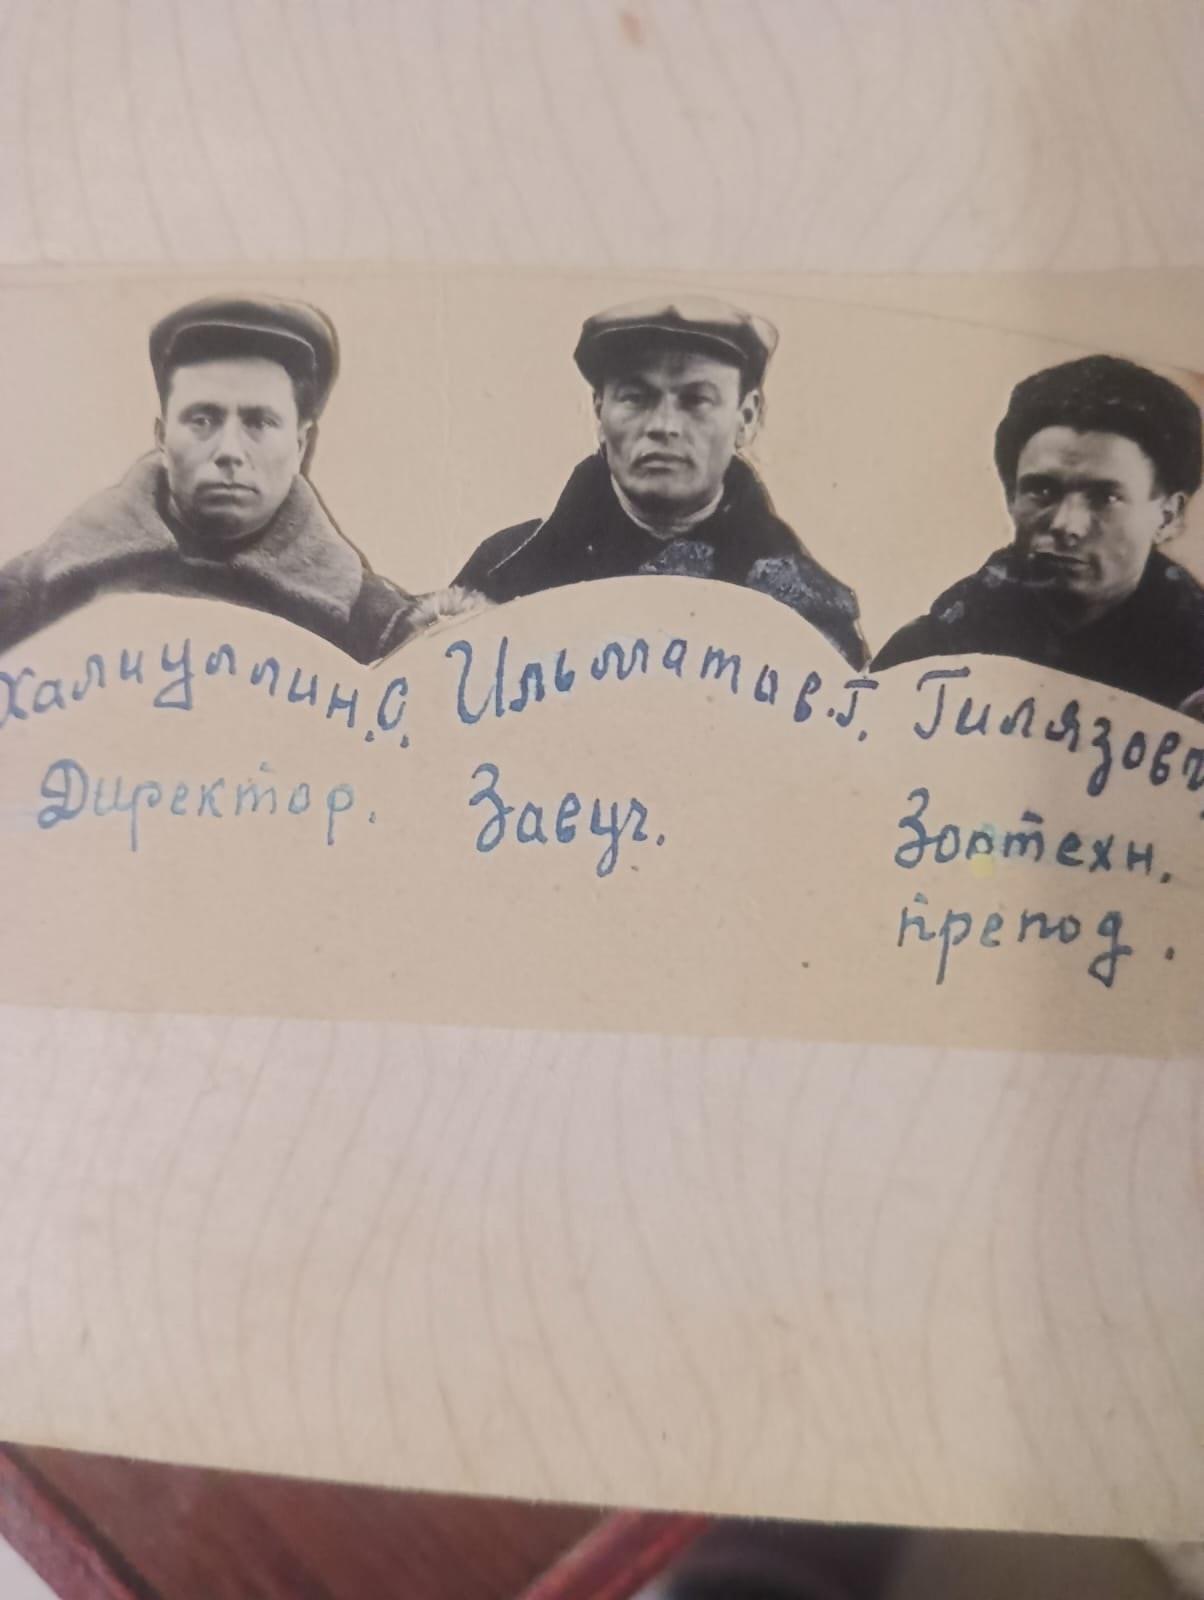 Халиуллин.С. Ильматов.Г. Гилязов
Директор. Завуч. Зоотехн.
препод.